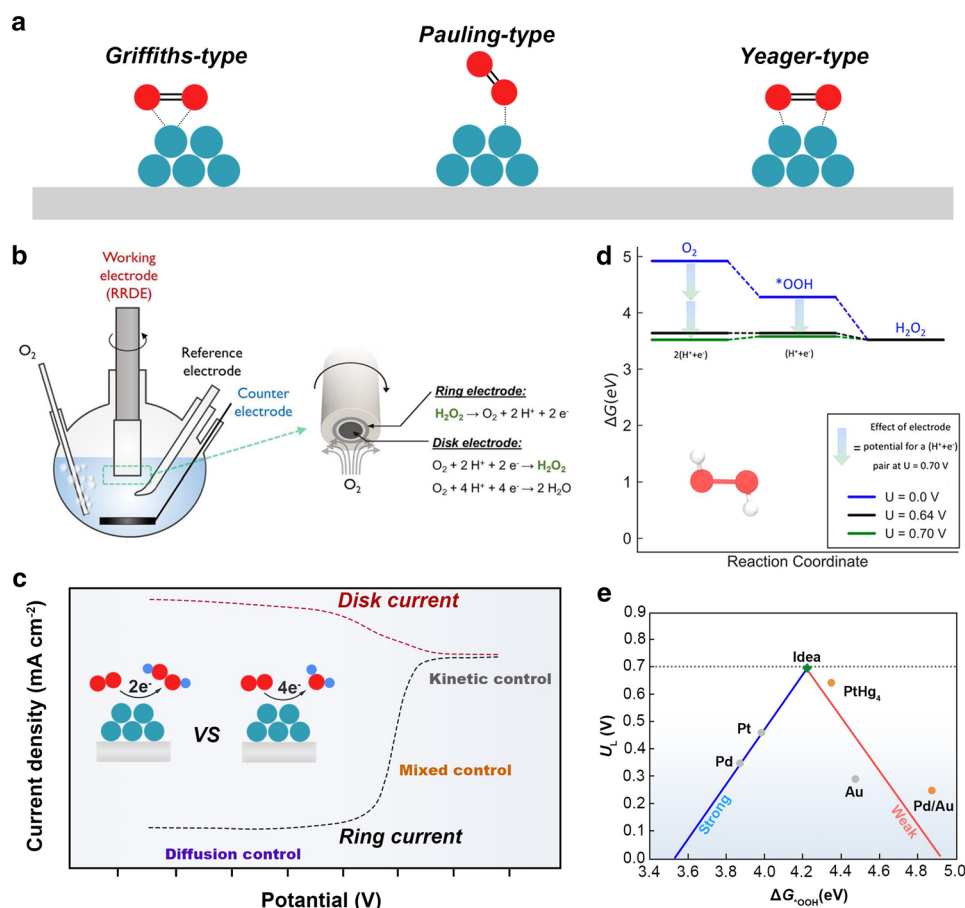 a
Griffiths-type
Pauling-type
Yeager-type
b
Working
electrode
(RRDE)
O₂
Reference
electrode
Counter
electrode
O₂
Ring electrode:
H₂O₂ → O₂ + 2 H⁺ + 2 e⁻
Disk electrode:
O₂ + 2 H⁺ + 2 e⁻ → H₂O₂
O₂ + 4 H⁺ + 4 e⁻ → 2 H₂O
c
Current density (mA cm⁻²)
Disk current
2e⁻
4e⁻
VS
Kinetic control
Mixed control
Ring current
Diffusion control
Potential (V)
d
ΔG(eV)
5
4
3
2
1
0
O₂
*OOH
H₂O₂
2(H⁺+e⁻)
(H⁺+e⁻)
Effect of electrode
= potential for a (H⁺+e⁻)
pair at U = 0.70 V
U = 0.0 V
U = 0.64 V
U = 0.70 V
Reaction Coordinate
e
U_L (V)
0.9
0.8
0.7
0.6
0.5
0.4
0.3
0.2
0.1
0.0
Idea
PtHg₄
Pt
Pd
Au
Pd/Au
Strong
Weak
3.4 3.6 3.8 4.0 4.2 4.4 4.6 4.8 5.0
ΔG*OOH(eV)